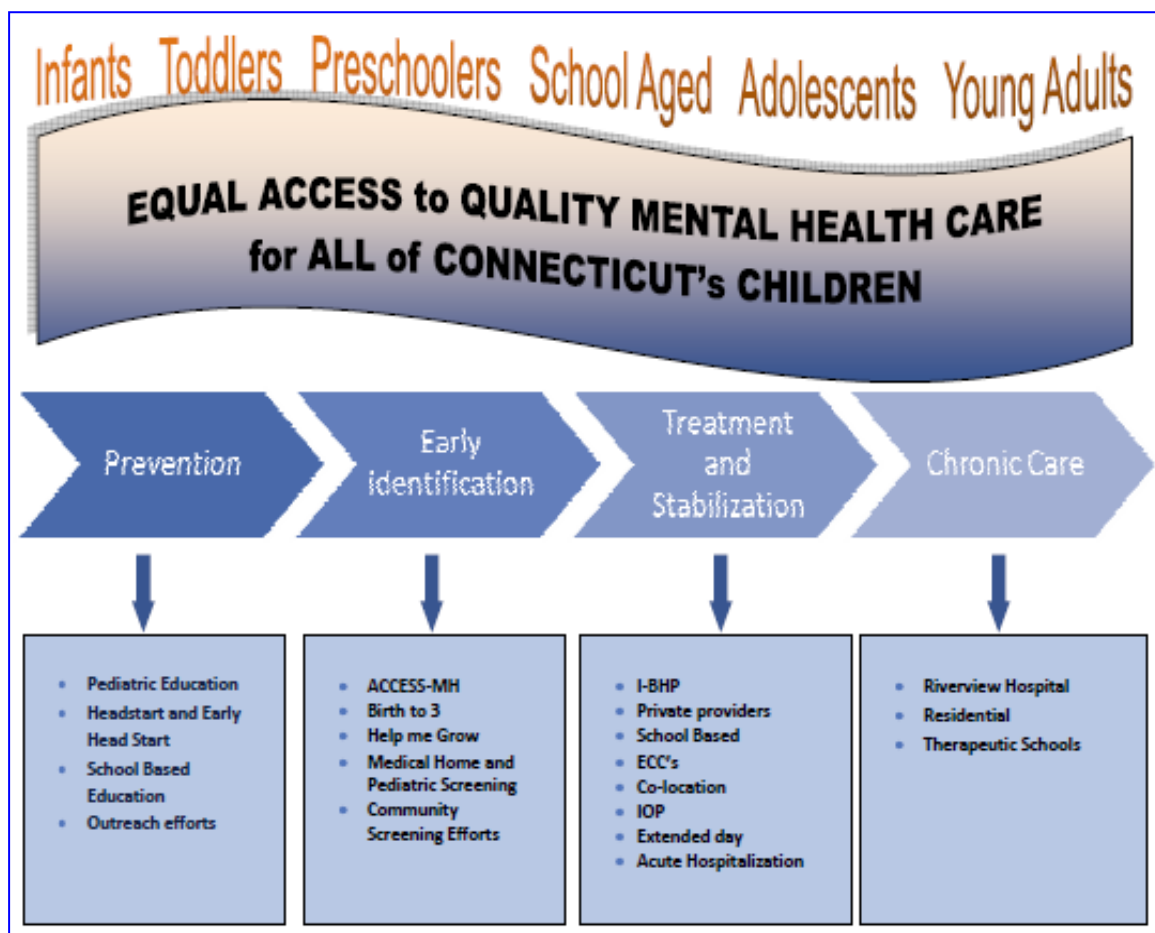 Infants Toddlers Preschoolers School Aged Adolescents Young Adults
EQUAL ACCESS to QUALITY MENTAL HEALTH CARE
for ALL of CONNECTICUT's CHILDREN
Prevention
Early
identification
Treatment
and
Stabilization
Chronic Care
• Pediatric Education
• Headstart and Early
Head Start
• School Based
Education
• Outreach efforts
• ACCESS-MH
• Birth to 3
• Help me Grow
• Medical Home and
Pediatric Screening
• Community
Screening Efforts
• I-BHP
• Private providers
• School Based
• ECC's
• Co-location
• IOP
• Extended day
• Acute Hospitalization
• Riverview Hospital
• Residential
• Therapeutic Schools